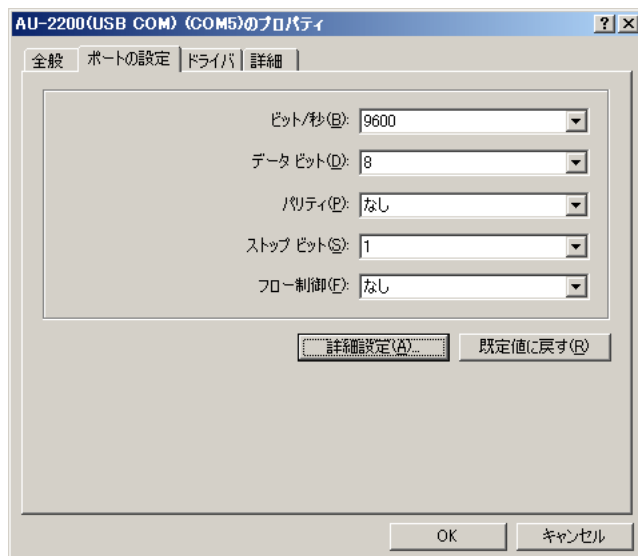 AU-2200(USB COM) (COM5)のプロパティ
全般 ポートの設定 ドライバ 詳細
ビット/秒(B): 9600
データ ビット(D): 8
パリティ(P): なし
ストップ ビット(S): 1
フロー制御(F): なし
詳細設定(A)... 既定値に戻す(R)
OK キャンセル